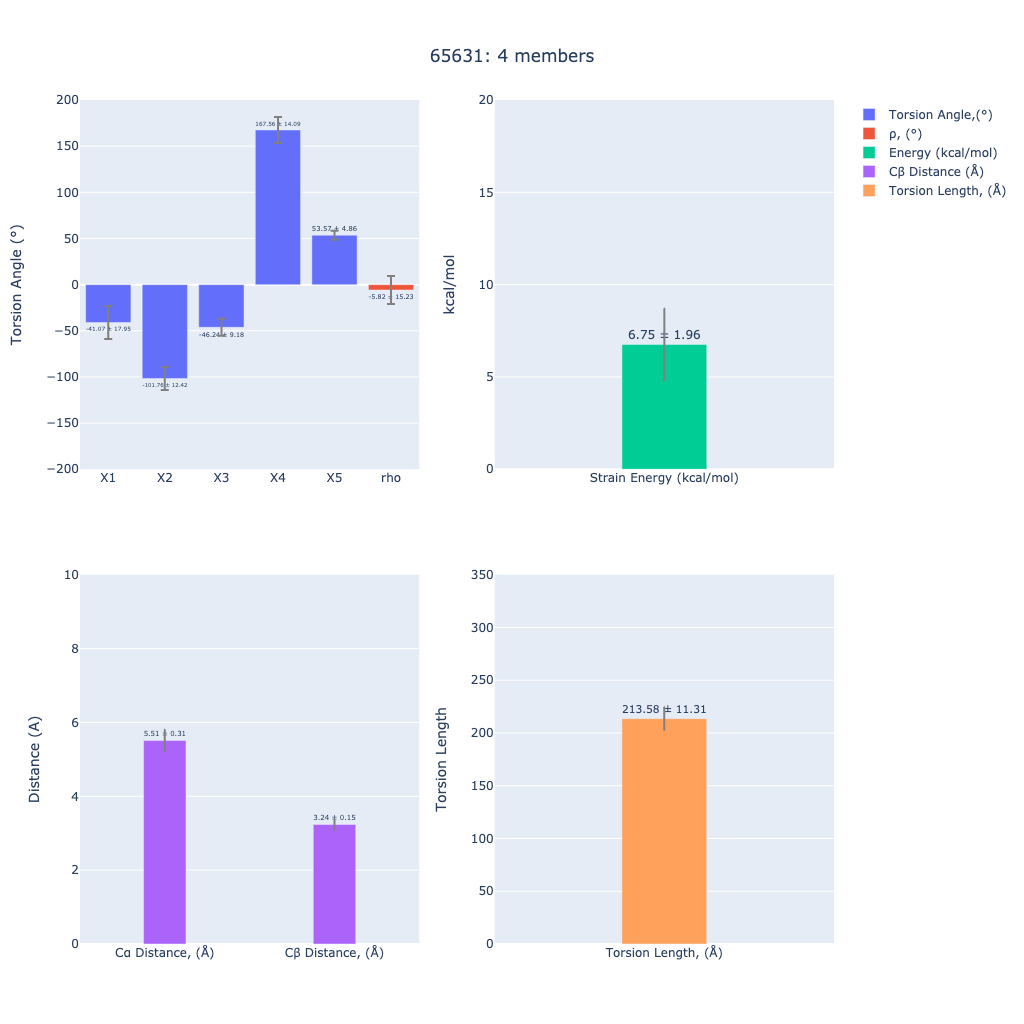 65631: 4 members
Torsion Angle (°)
200
150
100
50
0
−50
−100
−150
−200
-41.07 ± 17.95
-101.76 ± 12.42
-46.24 ± 9.18
167.56 ± 14.09
53.57 ± 4.86
-5.82 ± 15.23
X1 X2 X3 X4 X5 rho
kcal/mol
20
15
10
5
0
6.75 ± 1.96
Strain Energy (kcal/mol)
Torsion Angle,(°)
ρ, (°)
Energy (kcal/mol)
Cβ Distance (Å)
Torsion Length, (Å)
Distance (A)
10
8
6
4
2
0
5.51 ± 0.31
3.24 ± 0.15
Cα Distance, (Å) Cβ Distance, (Å)
Torsion Length
350
300
250
200
150
100
50
0
213.58 ± 11.31
Torsion Length, (Å)